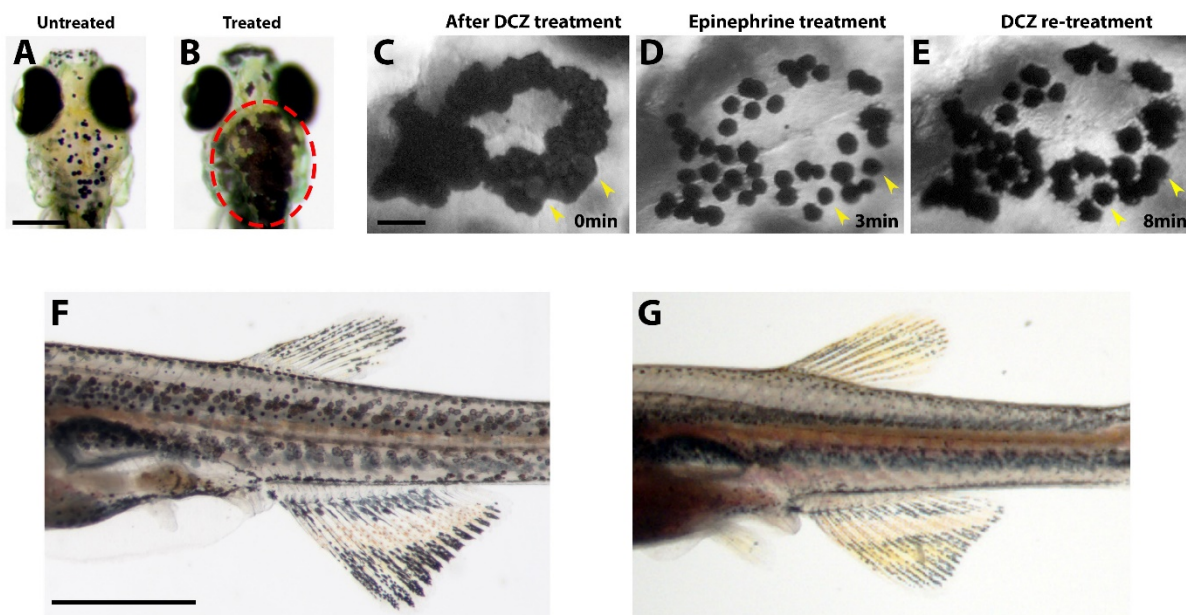 Untreated
Treated
After DCZ treatment
Epinephrine treatment
DCZ re-treatment
A
B
C
D
E
0min
3min
8min
F
G